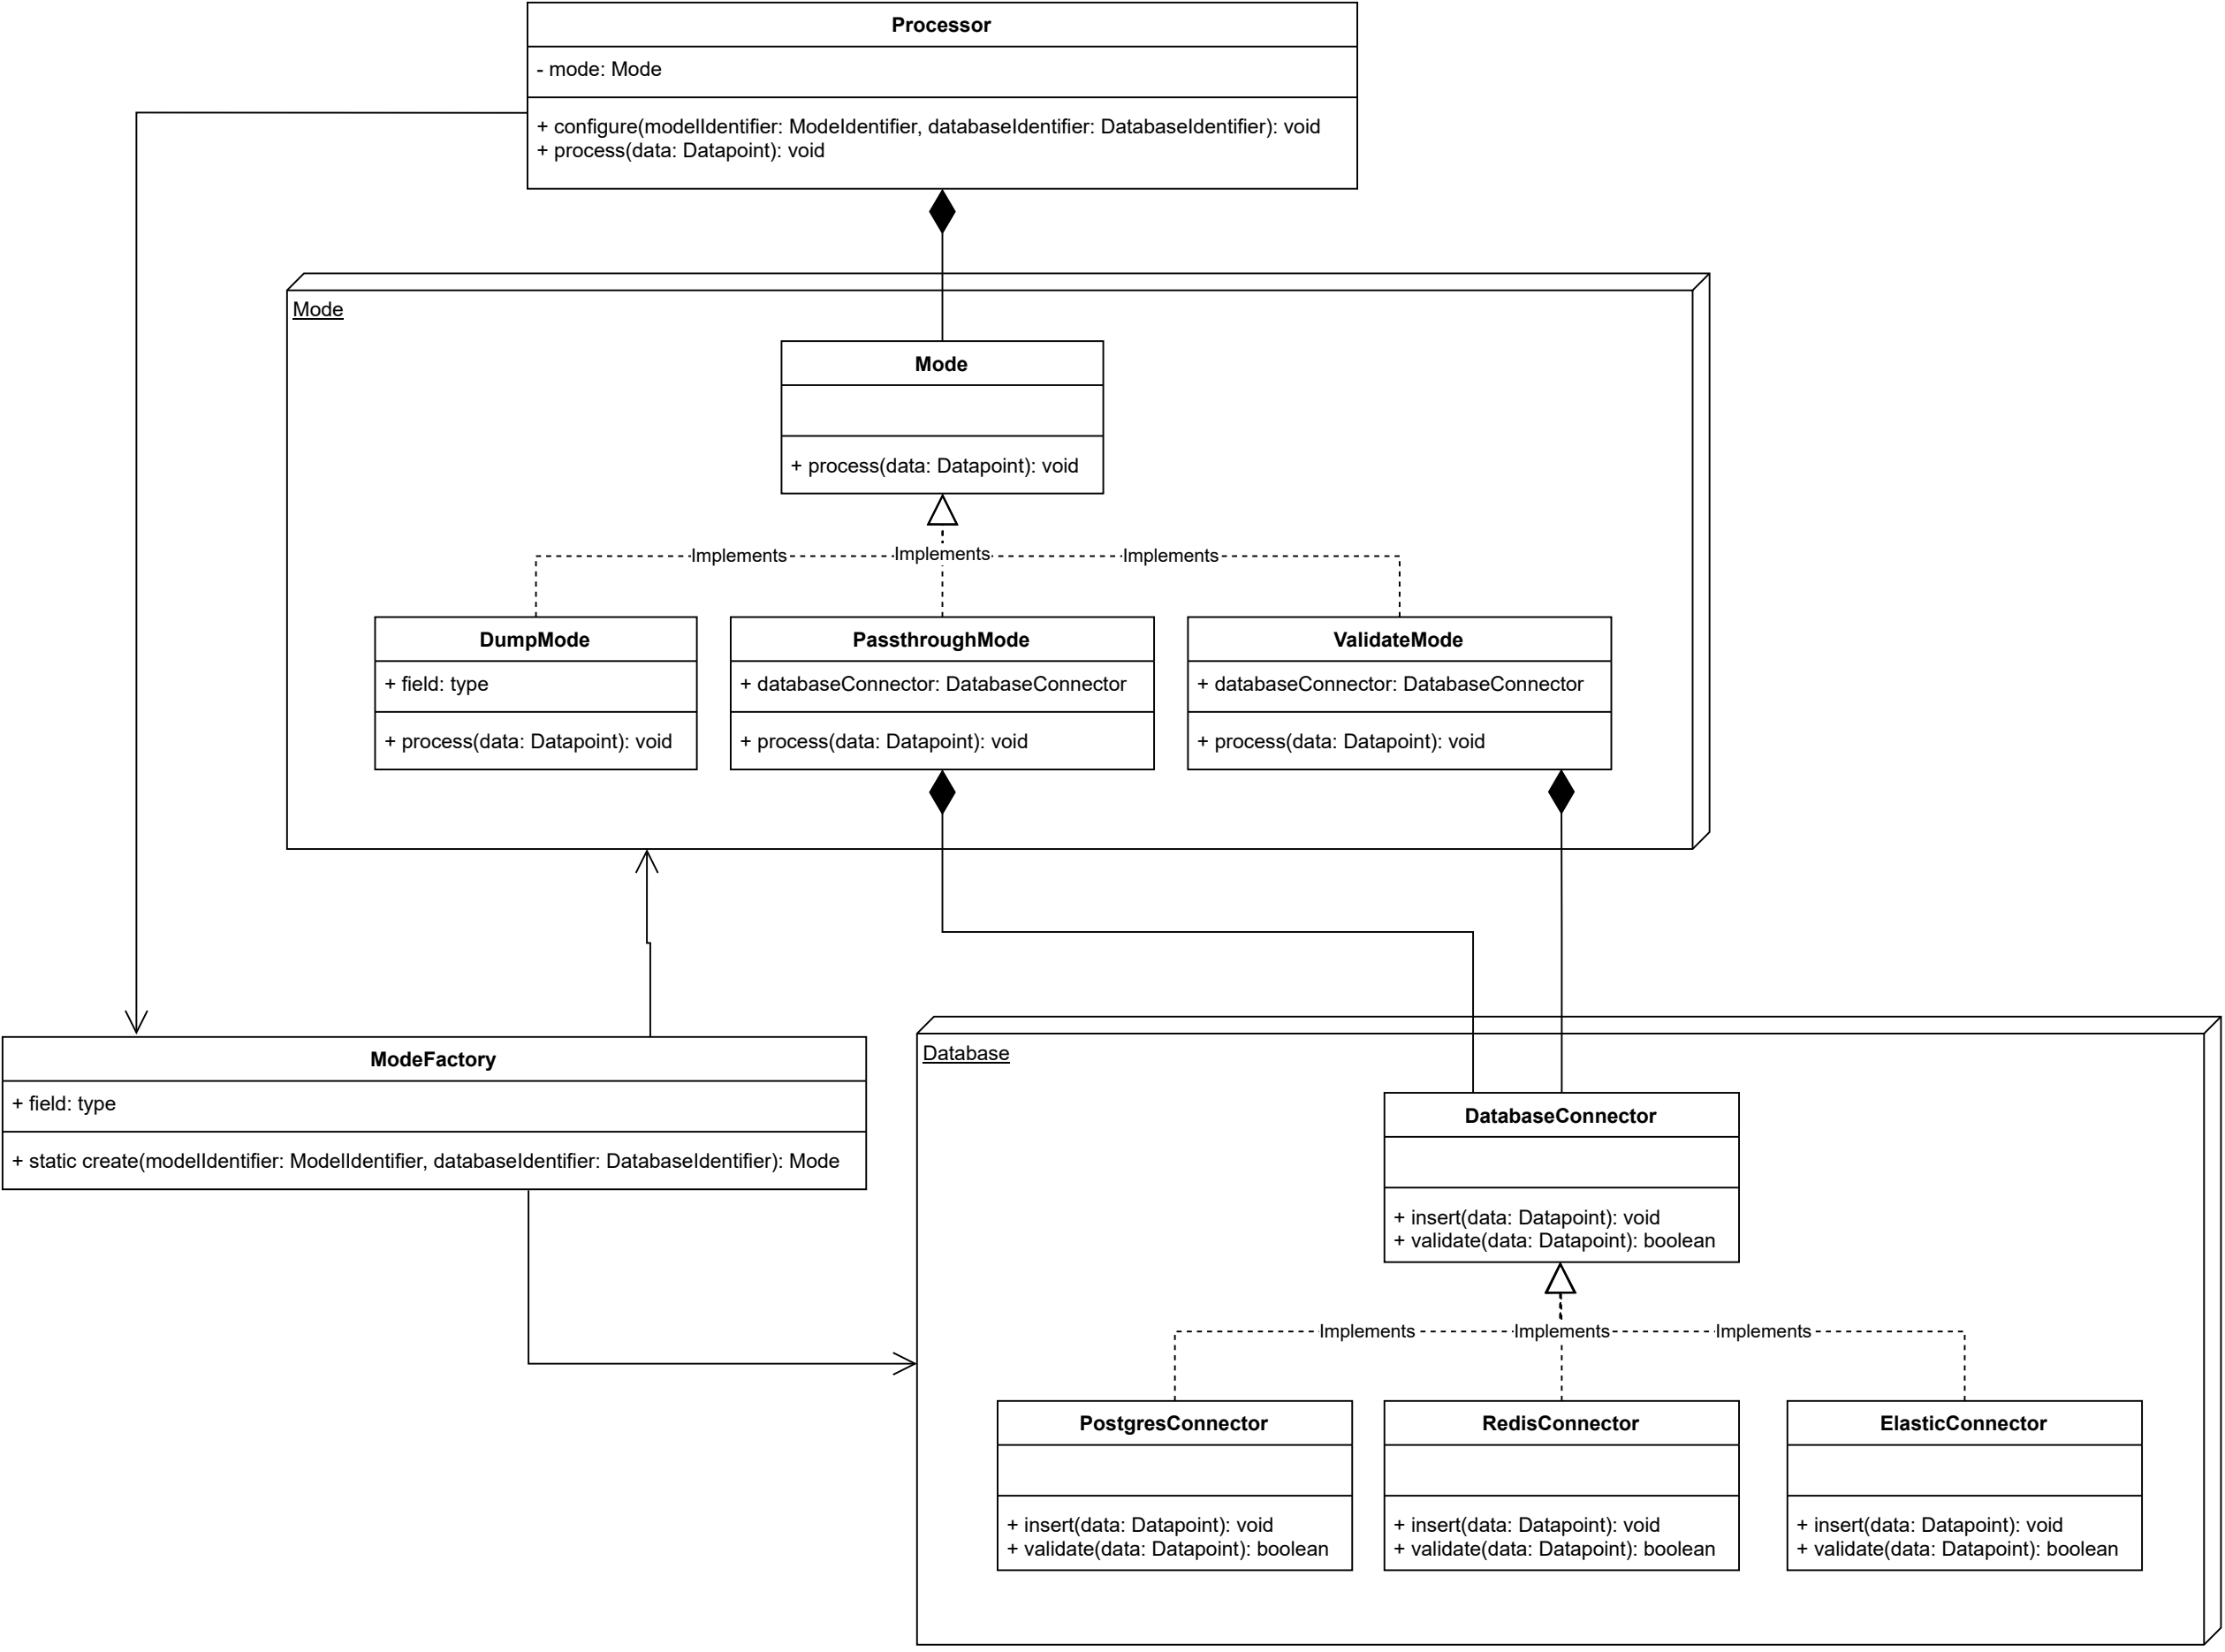 Processor
- mode: Mode
+ configure(modelIdentifier: ModeIdentifier, databaseIdentifier: DatabaseIdentifier): void
+ process(data: Datapoint): void
Mode
Mode
+ process(data: Datapoint): void
Implements
Implements
Implements
DumpMode
+ field: type
+ process(data: Datapoint): void
PassthroughMode
+ databaseConnector: DatabaseConnector
+ process(data: Datapoint): void
ValidateMode
+ databaseConnector: DatabaseConnector
+ process(data: Datapoint): void
ModeFactory
+ field: type
+ static create(modelIdentifier: ModelIdentifier, databaseIdentifier: DatabaseIdentifier): Mode
Database
DatabaseConnector
+ insert(data: Datapoint): void
+ validate(data: Datapoint): boolean
Implements
Implements
Implements
PostgresConnector
+ insert(data: Datapoint): void
+ validate(data: Datapoint): boolean
RedisConnector
+ insert(data: Datapoint): void
+ validate(data: Datapoint): boolean
ElasticConnector
+ insert(data: Datapoint): void
+ validate(data: Datapoint): boolean